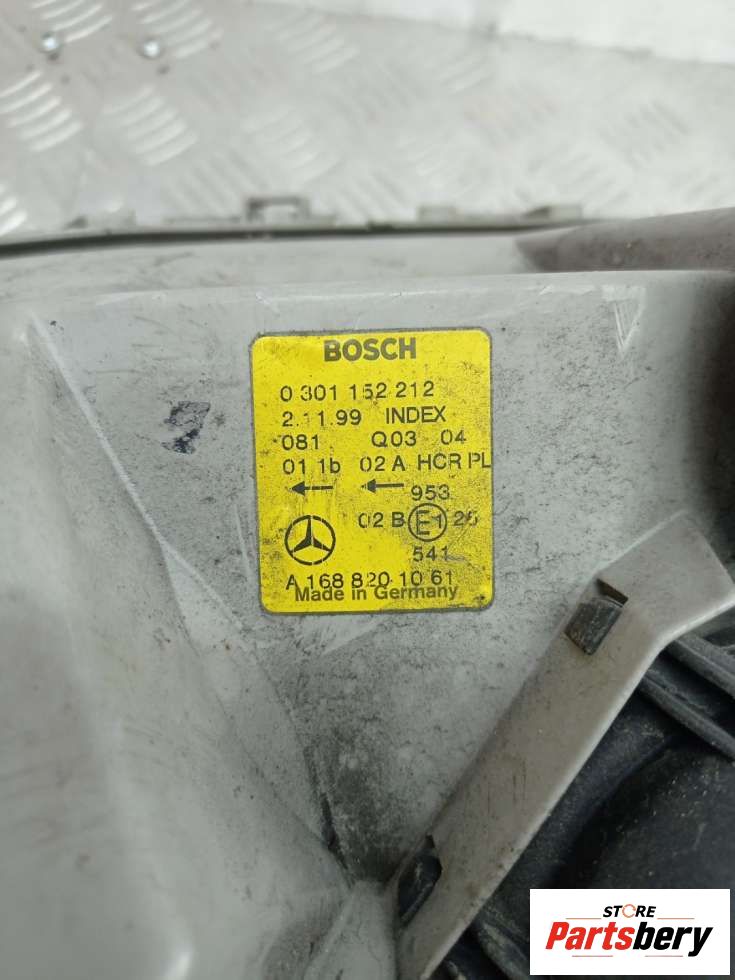 BOSCH
0 301 152 212
2.11.99 INDEX
081 Q03 04
01 1b 02 A HCR PL
953
02 B E1 26
541
A 168 820 10 61
Made in Germany
STORE
Partsbery